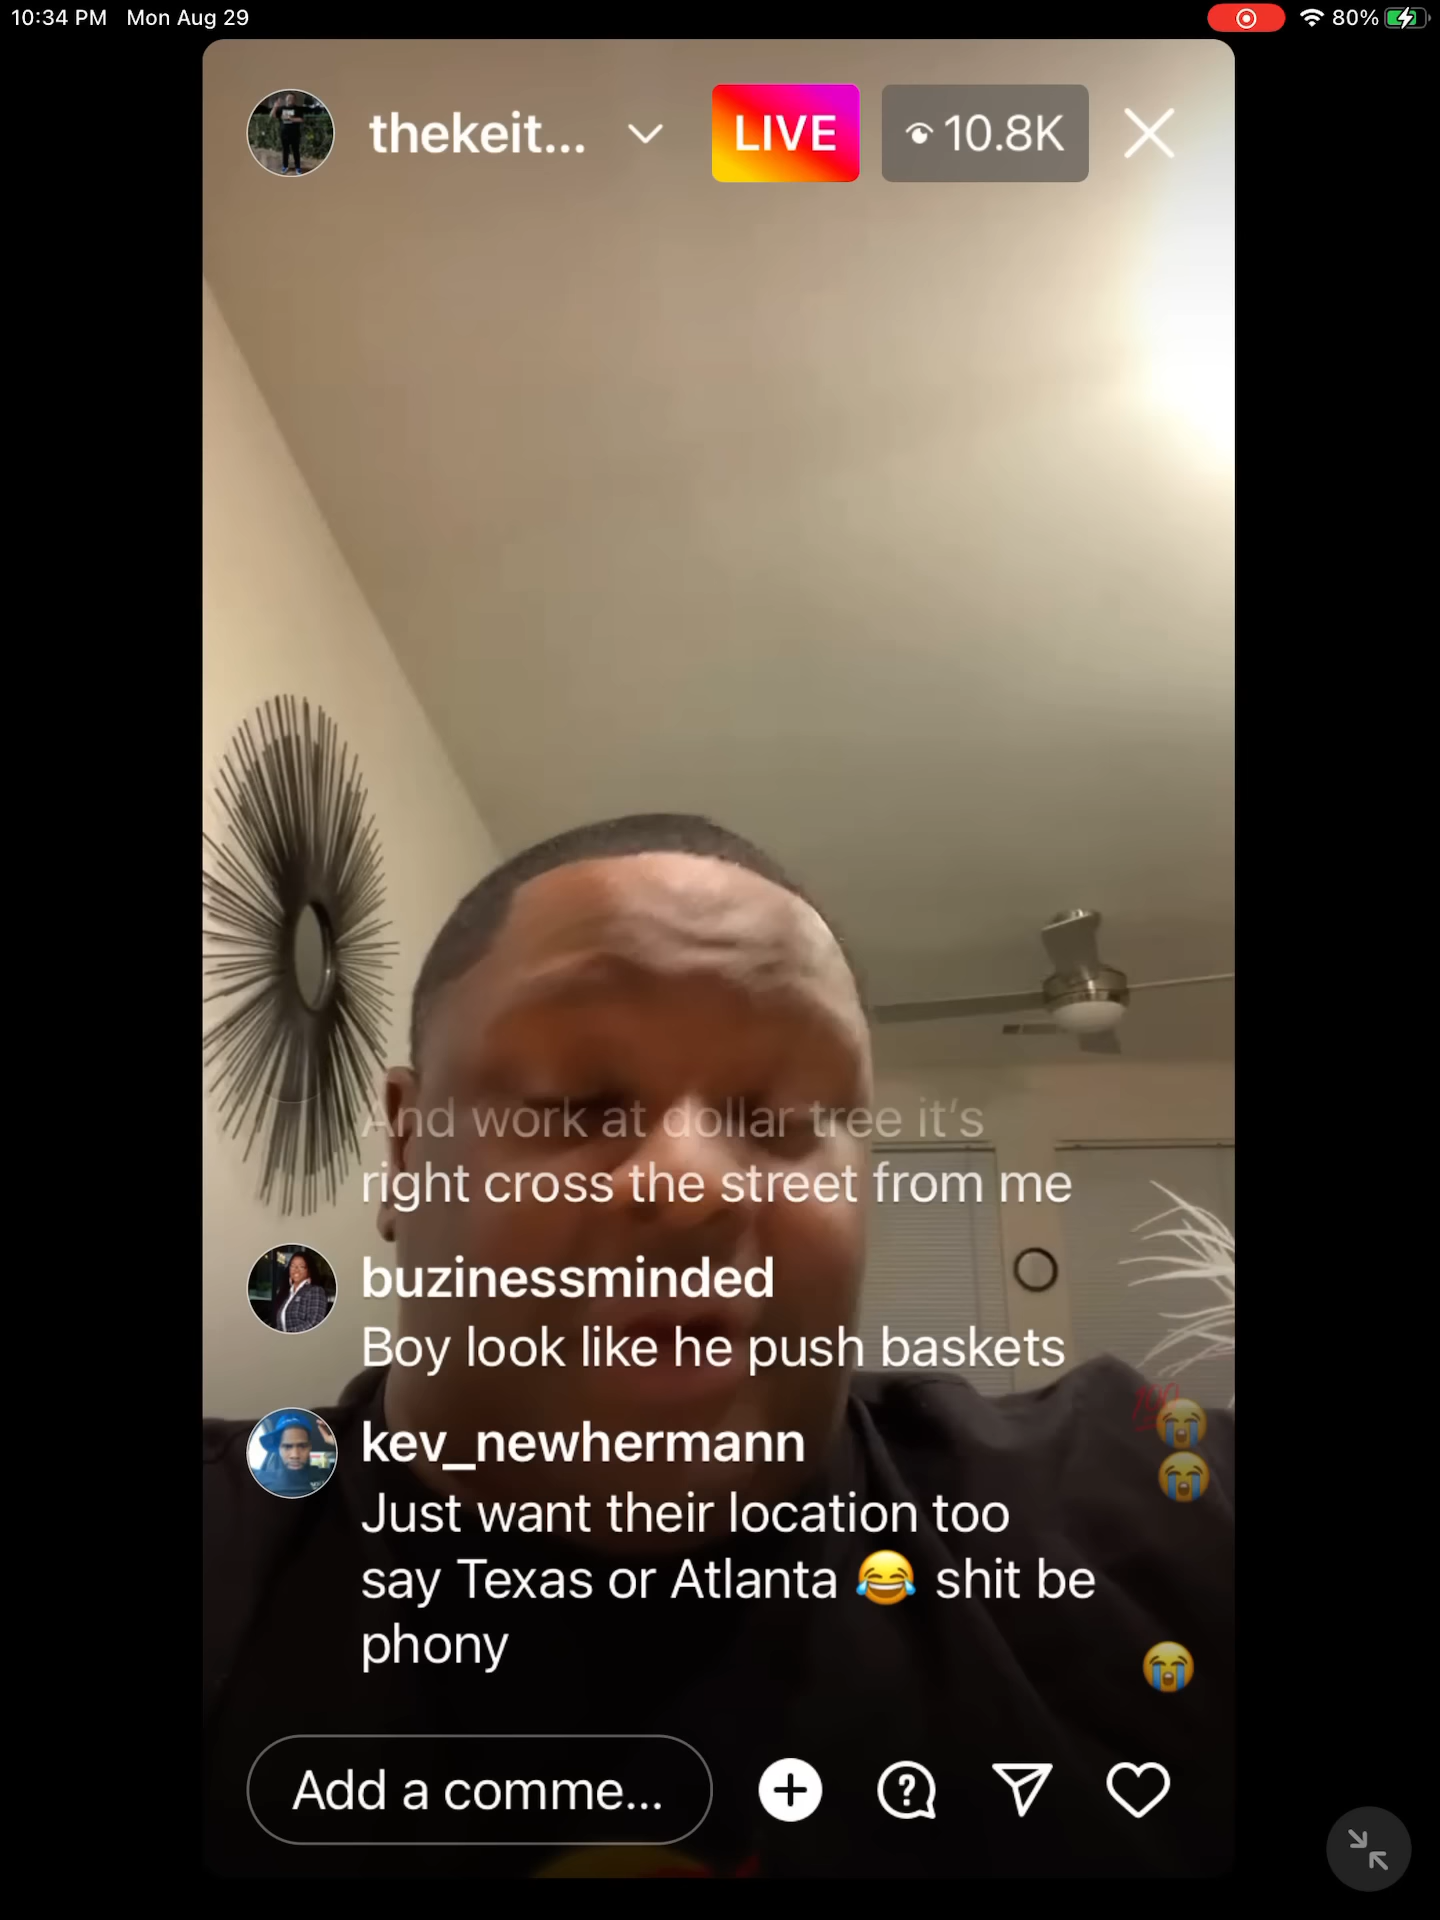 10:34 PM Mon Aug 29
80%
thekeit...
LIVE
10.8K
And work at dollar tree it's
right cross the street from me
buzinessminded
Boy look like he push baskets
kev_newhermann
Just want their location too
say Texas or Atlanta 😂 shit be
phony
Add a comme...